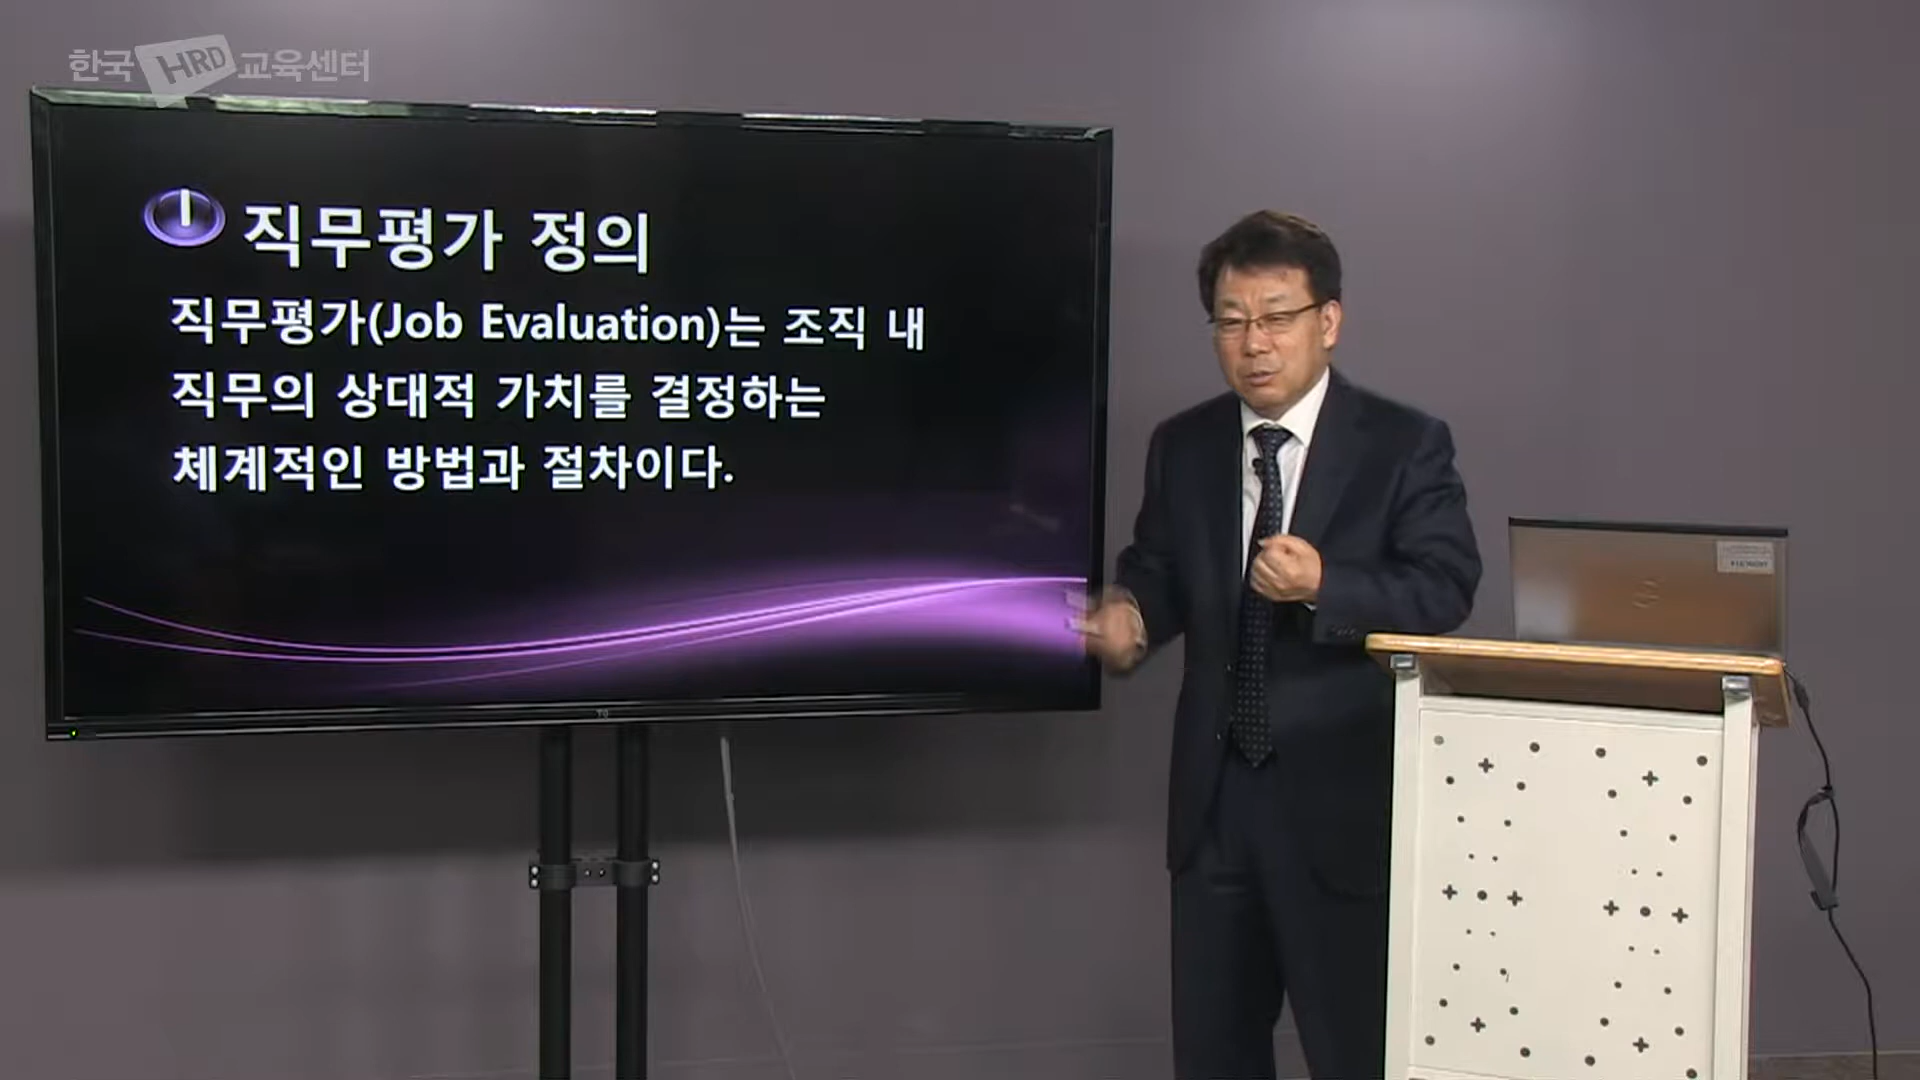 한국 HRD 교육센터
직무평가 정의
직무평가(Job Evaluation)는 조직 내
직무의 상대적 가치를 결정하는
체계적인 방법과 절차이다.